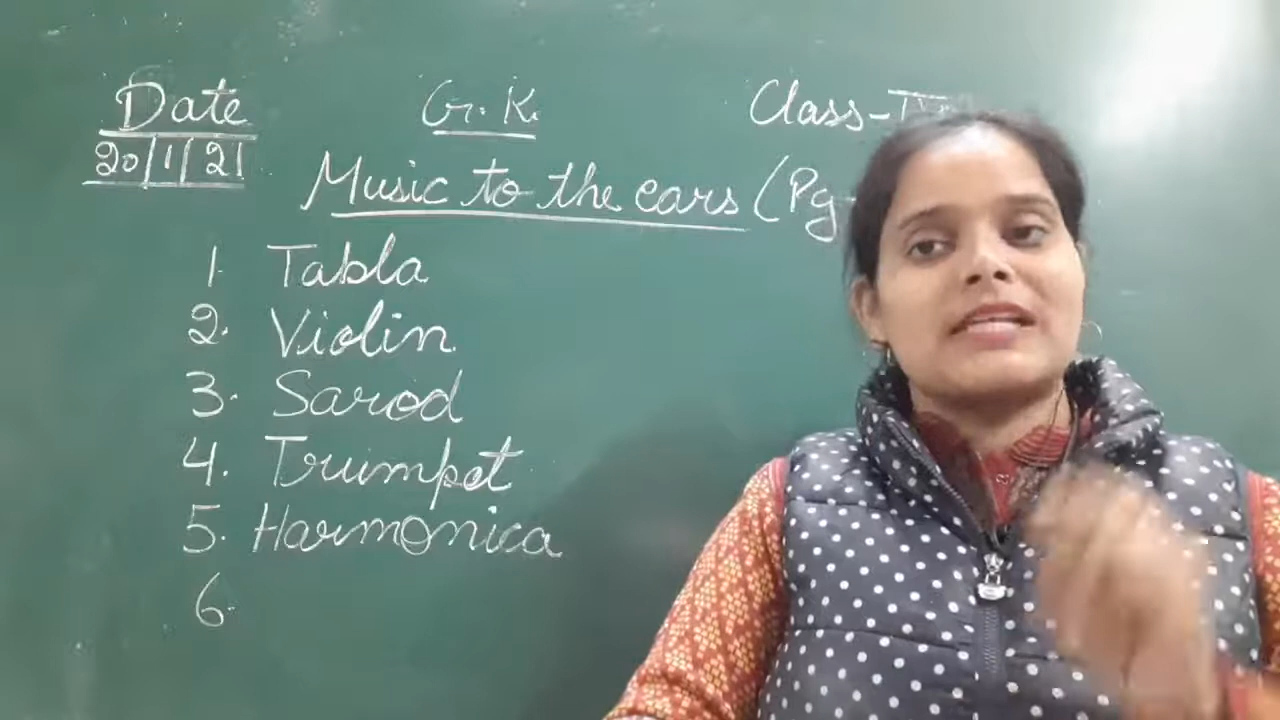 Date G.K. Class-IV
20/1/21
Music to the ears (Pg-
1. Tabla
2. Violin
3. Sarod
4. Trumpet
5. Harmonica
6.